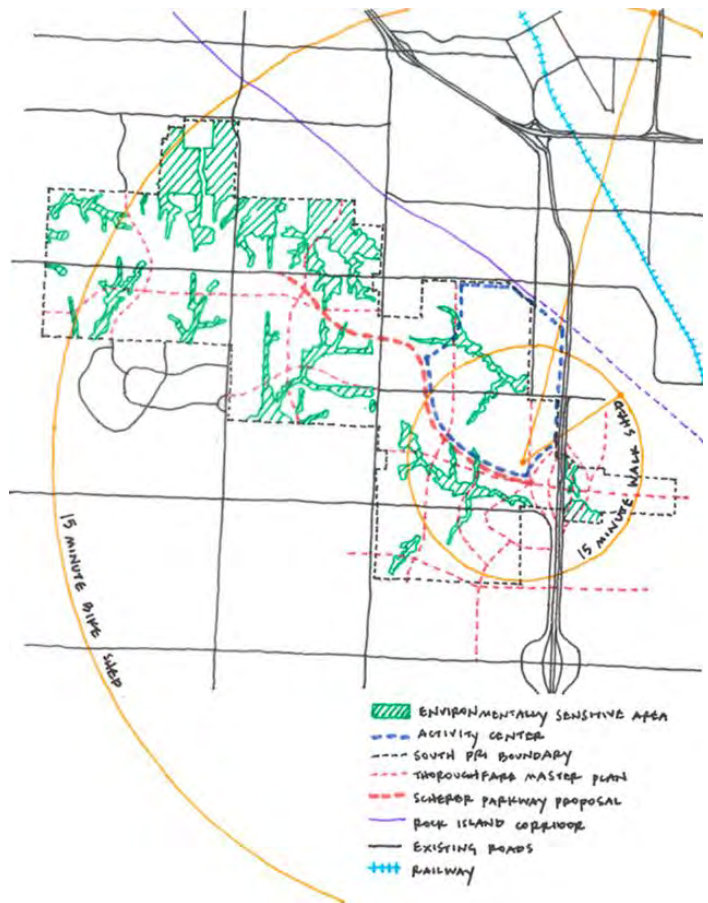 15 MINUTE BIKE SHED
15 MINUTE WALK SHED
ENVIRONMENTALLY SENSITIVE AREA
ACTIVITY CENTER
SOUTH PRI BOUNDARY
THOROUGHFARE MASTER PLAN
SCHERER PARKWAY PROPOSAL
ROCK ISLAND CORRIDOR
EXISTING ROADS
RAILWAY